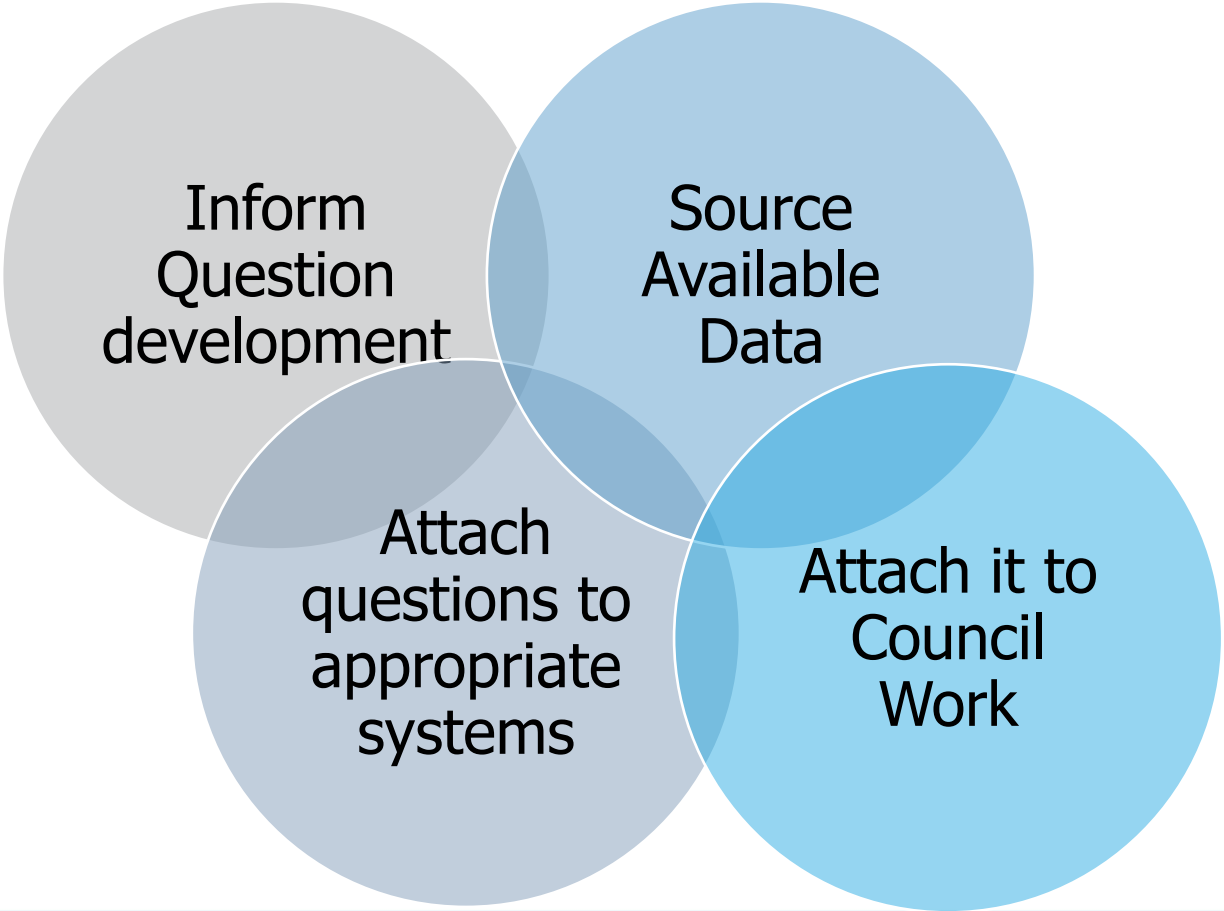 Inform
Question
development
Source
Available
Data
Attach
questions to
appropriate
systems
Attach it to
Council
Work